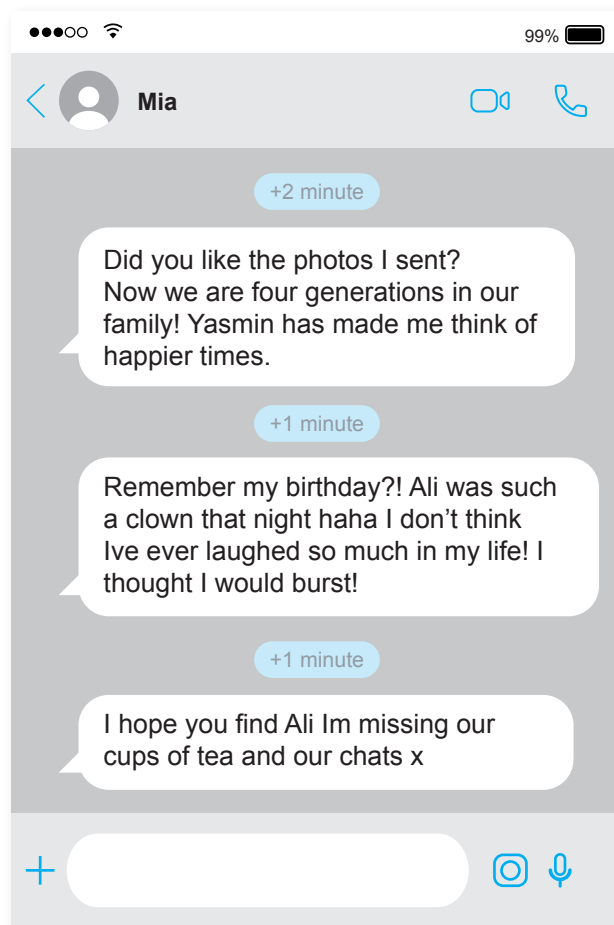 99%
Mia
+2 minute
Did you like the photos I sent?
Now we are four generations in our
family! Yasmin has made me think of
happier times.
+1 minute
Remember my birthday?! Ali was such
a clown that night haha I don’t think
Ive ever laughed so much in my life! I
thought I would burst!
+1 minute
I hope you find Ali Im missing our
cups of tea and our chats x